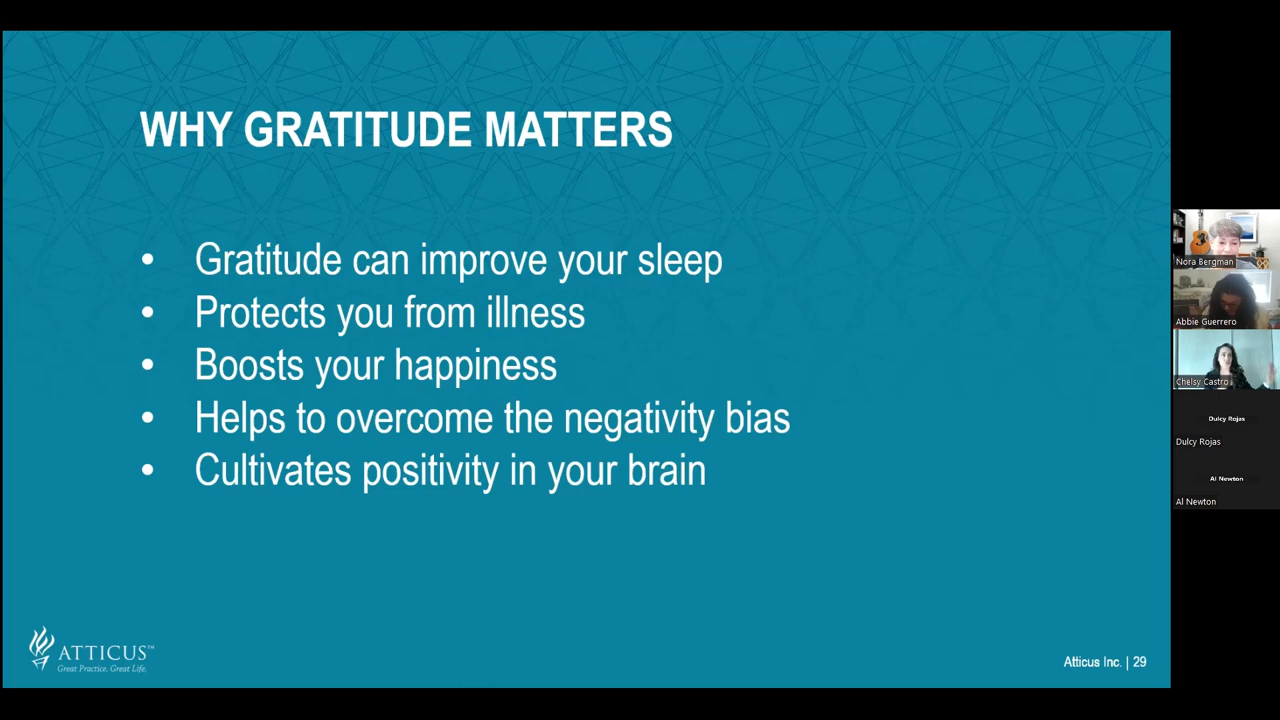 WHY GRATITUDE MATTERS
• Gratitude can improve your sleep
• Protects you from illness
• Boosts your happiness
• Helps to overcome the negativity bias
• Cultivates positivity in your brain
ATTICUS™
Great Practice. Great Life.
Atticus Inc. | 29
Nora Bergman
Abbie Guerrero
Chelsy Castro
Dulcy Rojas
Dulcy Rojas
Al Newton
Al Newton